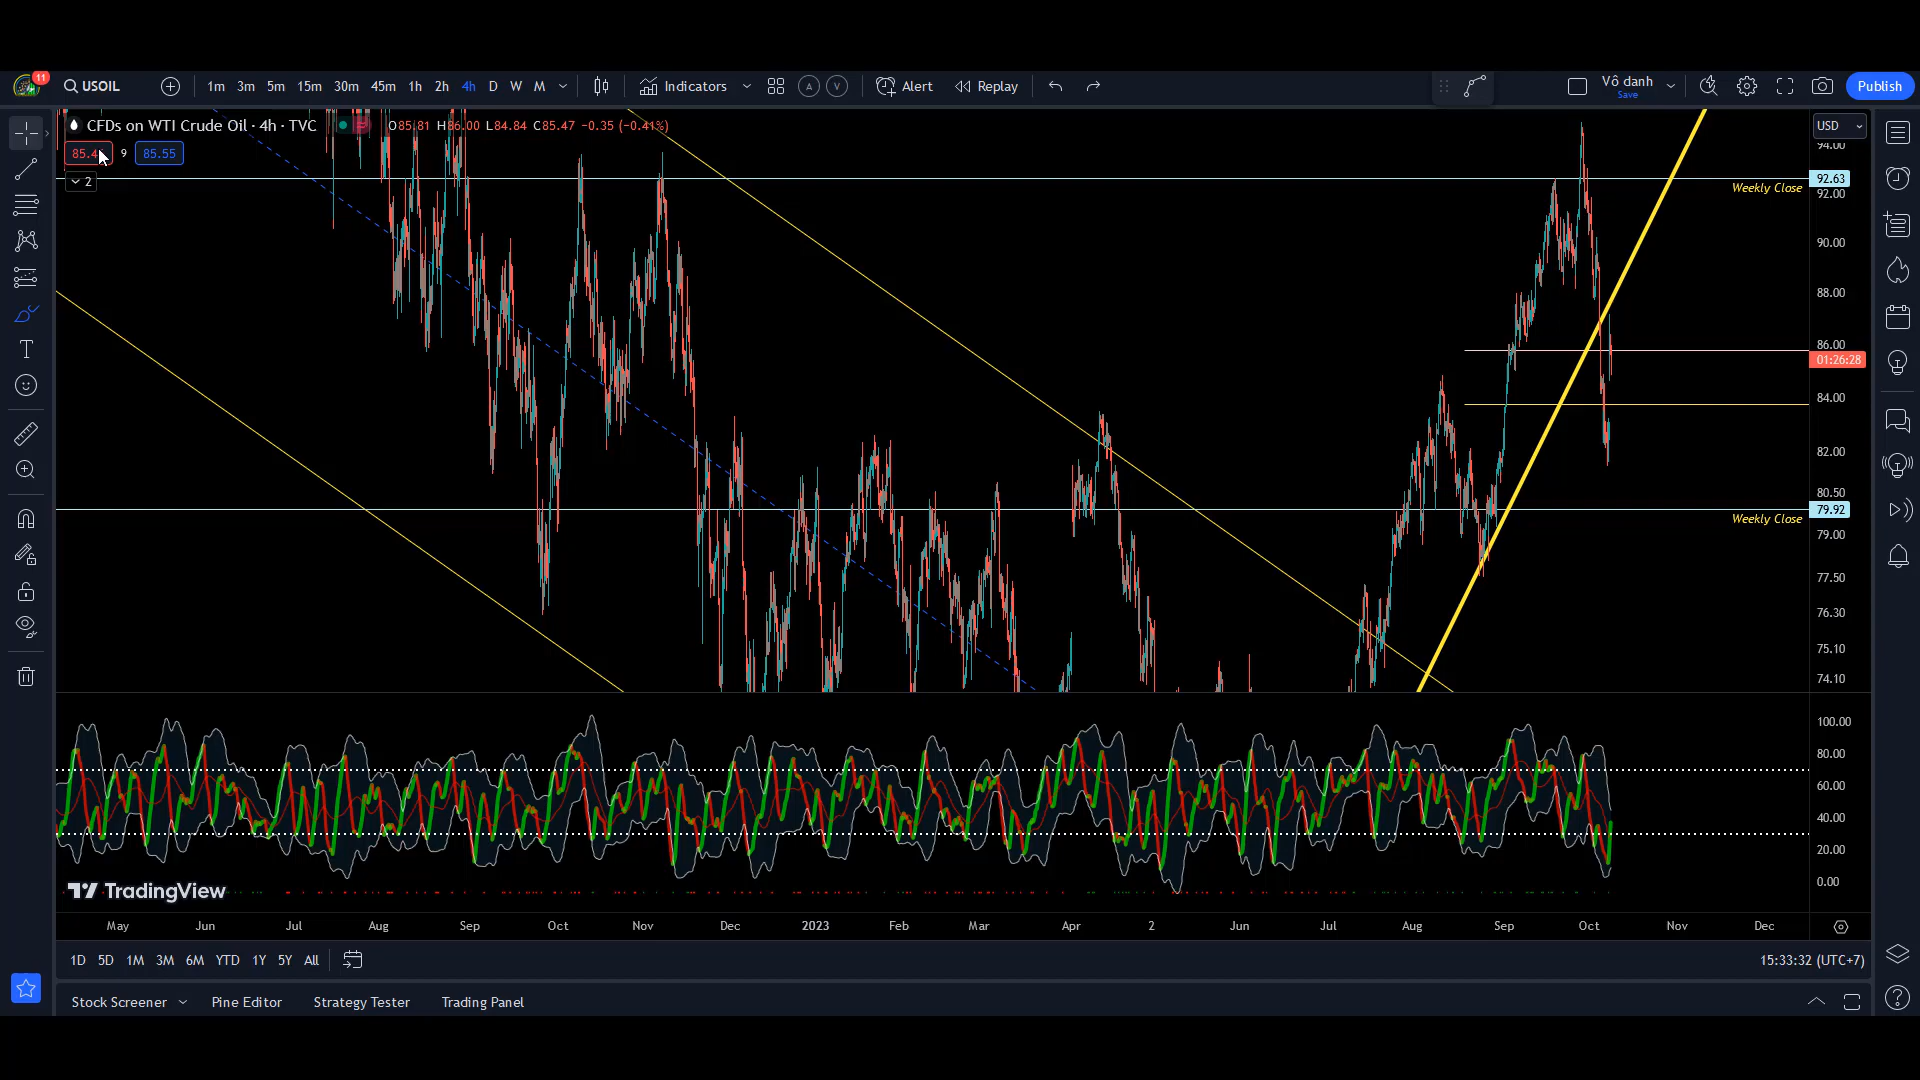 11
USOIL
1m 3m 5m 15m 30m 45m 1h 2h 4h D W M
Indicators
A V
Alert
Replay
Vô danh
Save
Publish
CFDs on WTI Crude Oil · 4h · TVC
O85.81 H86.00 L84.84 C85.47 −0.35 (−0.41%)
9 85.55
2
USD
94.00
92.63
Weekly Close
92.00
90.00
88.00
86.00
01:26:28
84.00
82.00
80.50
79.92
Weekly Close
79.00
77.50
76.30
75.10
74.10
100.00
80.00
60.00
40.00
20.00
0.00
TradingView
May Jun Jul Aug Sep Oct Nov Dec 2023 Feb Mar Apr 2 Jun Jul Aug Sep Oct Nov Dec
1D 5D 1M 3M 6M YTD 1Y 5Y All
15:33:32 (UTC+7)
Stock Screener Pine Editor Strategy Tester Trading Panel